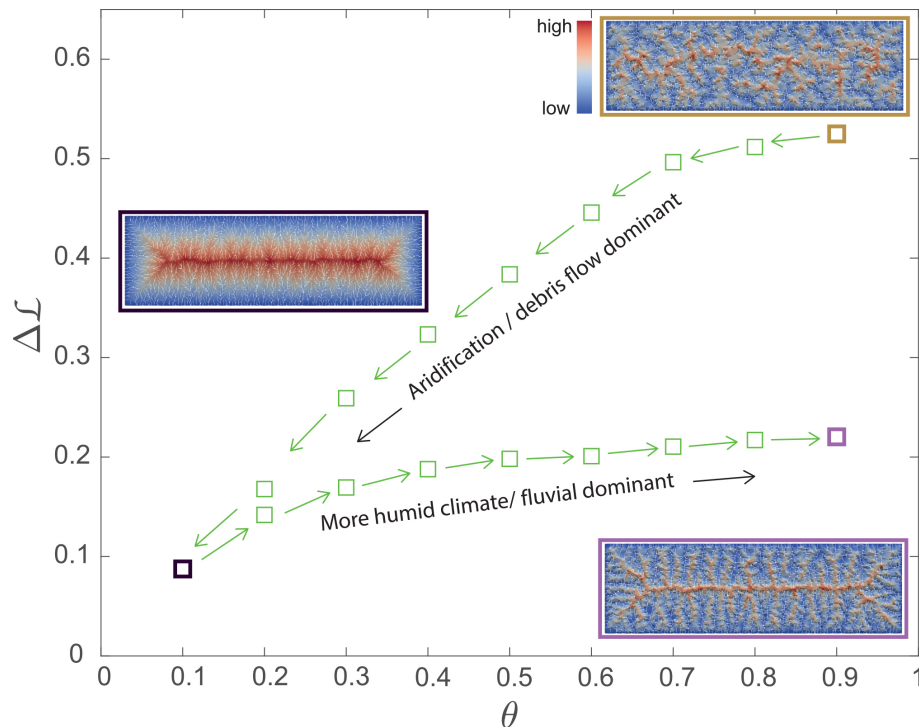 0.6
0.5
0.4
0.3
0.2
0.1
0
Δℒ
high
low
Aridification / debris flow dominant
More humid climate/ fluvial dominant
0 0.1 0.2 0.3 0.4 0.5 0.6 0.7 0.8 0.9 1
θ